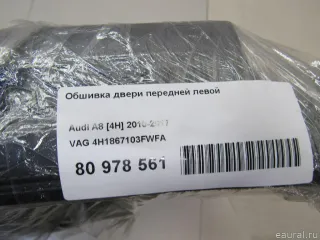 Обшивка двери передней левой
Audi A8 [4H] 2010-2017
VAG 4H1867103FWFA
80 978 561
eaural.ru